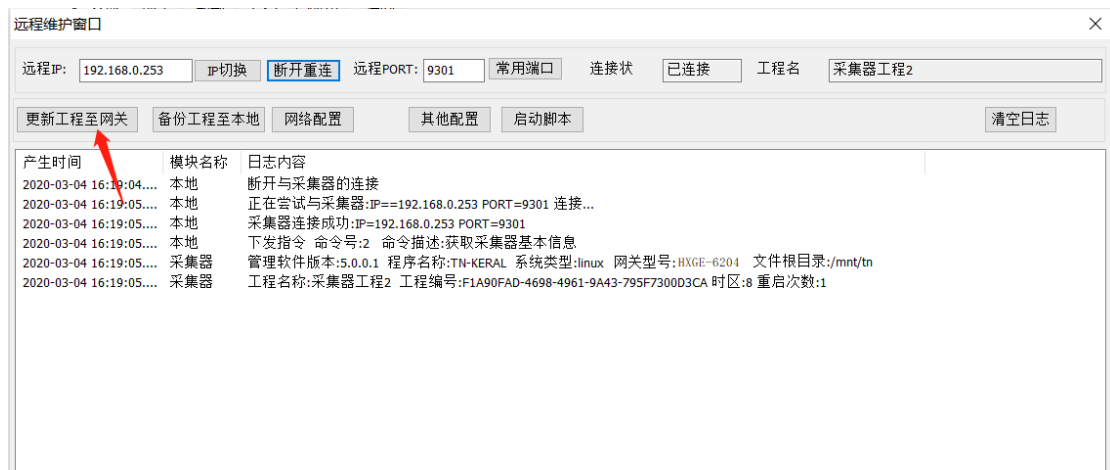 远程维护窗口
远程IP: 192.168.0.253 IP切换 断开重连 远程PORT: 9301 常用端口 连接状 已连接 工程名 采集器工程2
更新工程至网关 备份工程至本地 网络配置 其他配置 启动脚本 清空日志
产生时间 模块名称 日志内容
2020-03-04 16:19:04.... 本地 断开与采集器的连接
2020-03-04 16:19:05.... 本地 正在尝试与采集器:IP==192.168.0.253 PORT=9301 连接...
2020-03-04 16:19:05.... 本地 采集器连接成功:IP=192.168.0.253 PORT=9301
2020-03-04 16:19:05.... 本地 下发指令 命令号:2 命令描述:获取采集器基本信息
2020-03-04 16:19:05.... 采集器 管理软件版本:5.0.0.1 程序名称:TN-KERAL 系统类型:linux 网关型号:HXGE-6204 文件根目录:/mnt/tn
2020-03-04 16:19:05.... 采集器 工程名称:采集器工程2 工程编号:F1A90FAD-4698-4961-9A43-795F7300D3CA 时区:8 重启次数:1